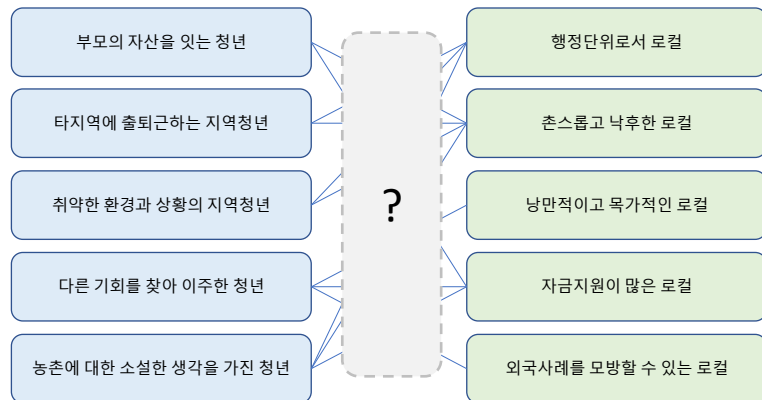 부모의 자산을 잇는 청년
행정단위로서 로컬
타지역에 출퇴근하는 지역청년
촌스럽고 낙후한 로컬
취약한 환경과 상황의 지역청년
?
낭만적이고 목가적인 로컬
다른 기회를 찾아 이주한 청년
자금지원이 많은 로컬
농촌에 대한 소설한 생각을 가진 청년
외국사례를 모방할 수 있는 로컬